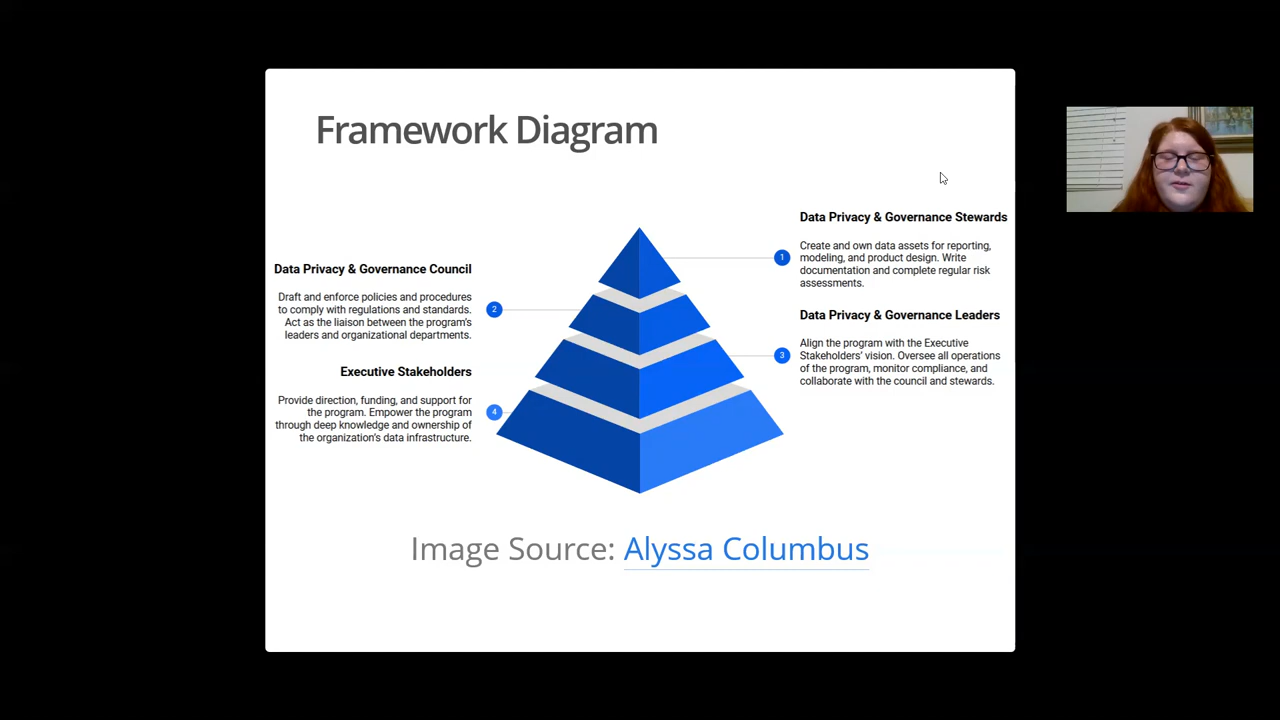 Framework Diagram
1
Data Privacy & Governance Stewards
Create and own data assets for reporting,
modeling, and product design. Write
documentation and complete regular risk
assessments.
2
Data Privacy & Governance Council
Draft and enforce policies and procedures
to comply with regulations and standards.
Act as the liaison between the program's
leaders and organizational departments.
3
Data Privacy & Governance Leaders
Align the program with the Executive
Stakeholders' vision. Oversee all operations
of the program, monitor compliance, and
collaborate with the council and stewards.
4
Executive Stakeholders
Provide direction, funding, and support for
the program. Empower the program
through deep knowledge and ownership of
the organization's data infrastructure.
Image Source: Alyssa Columbus